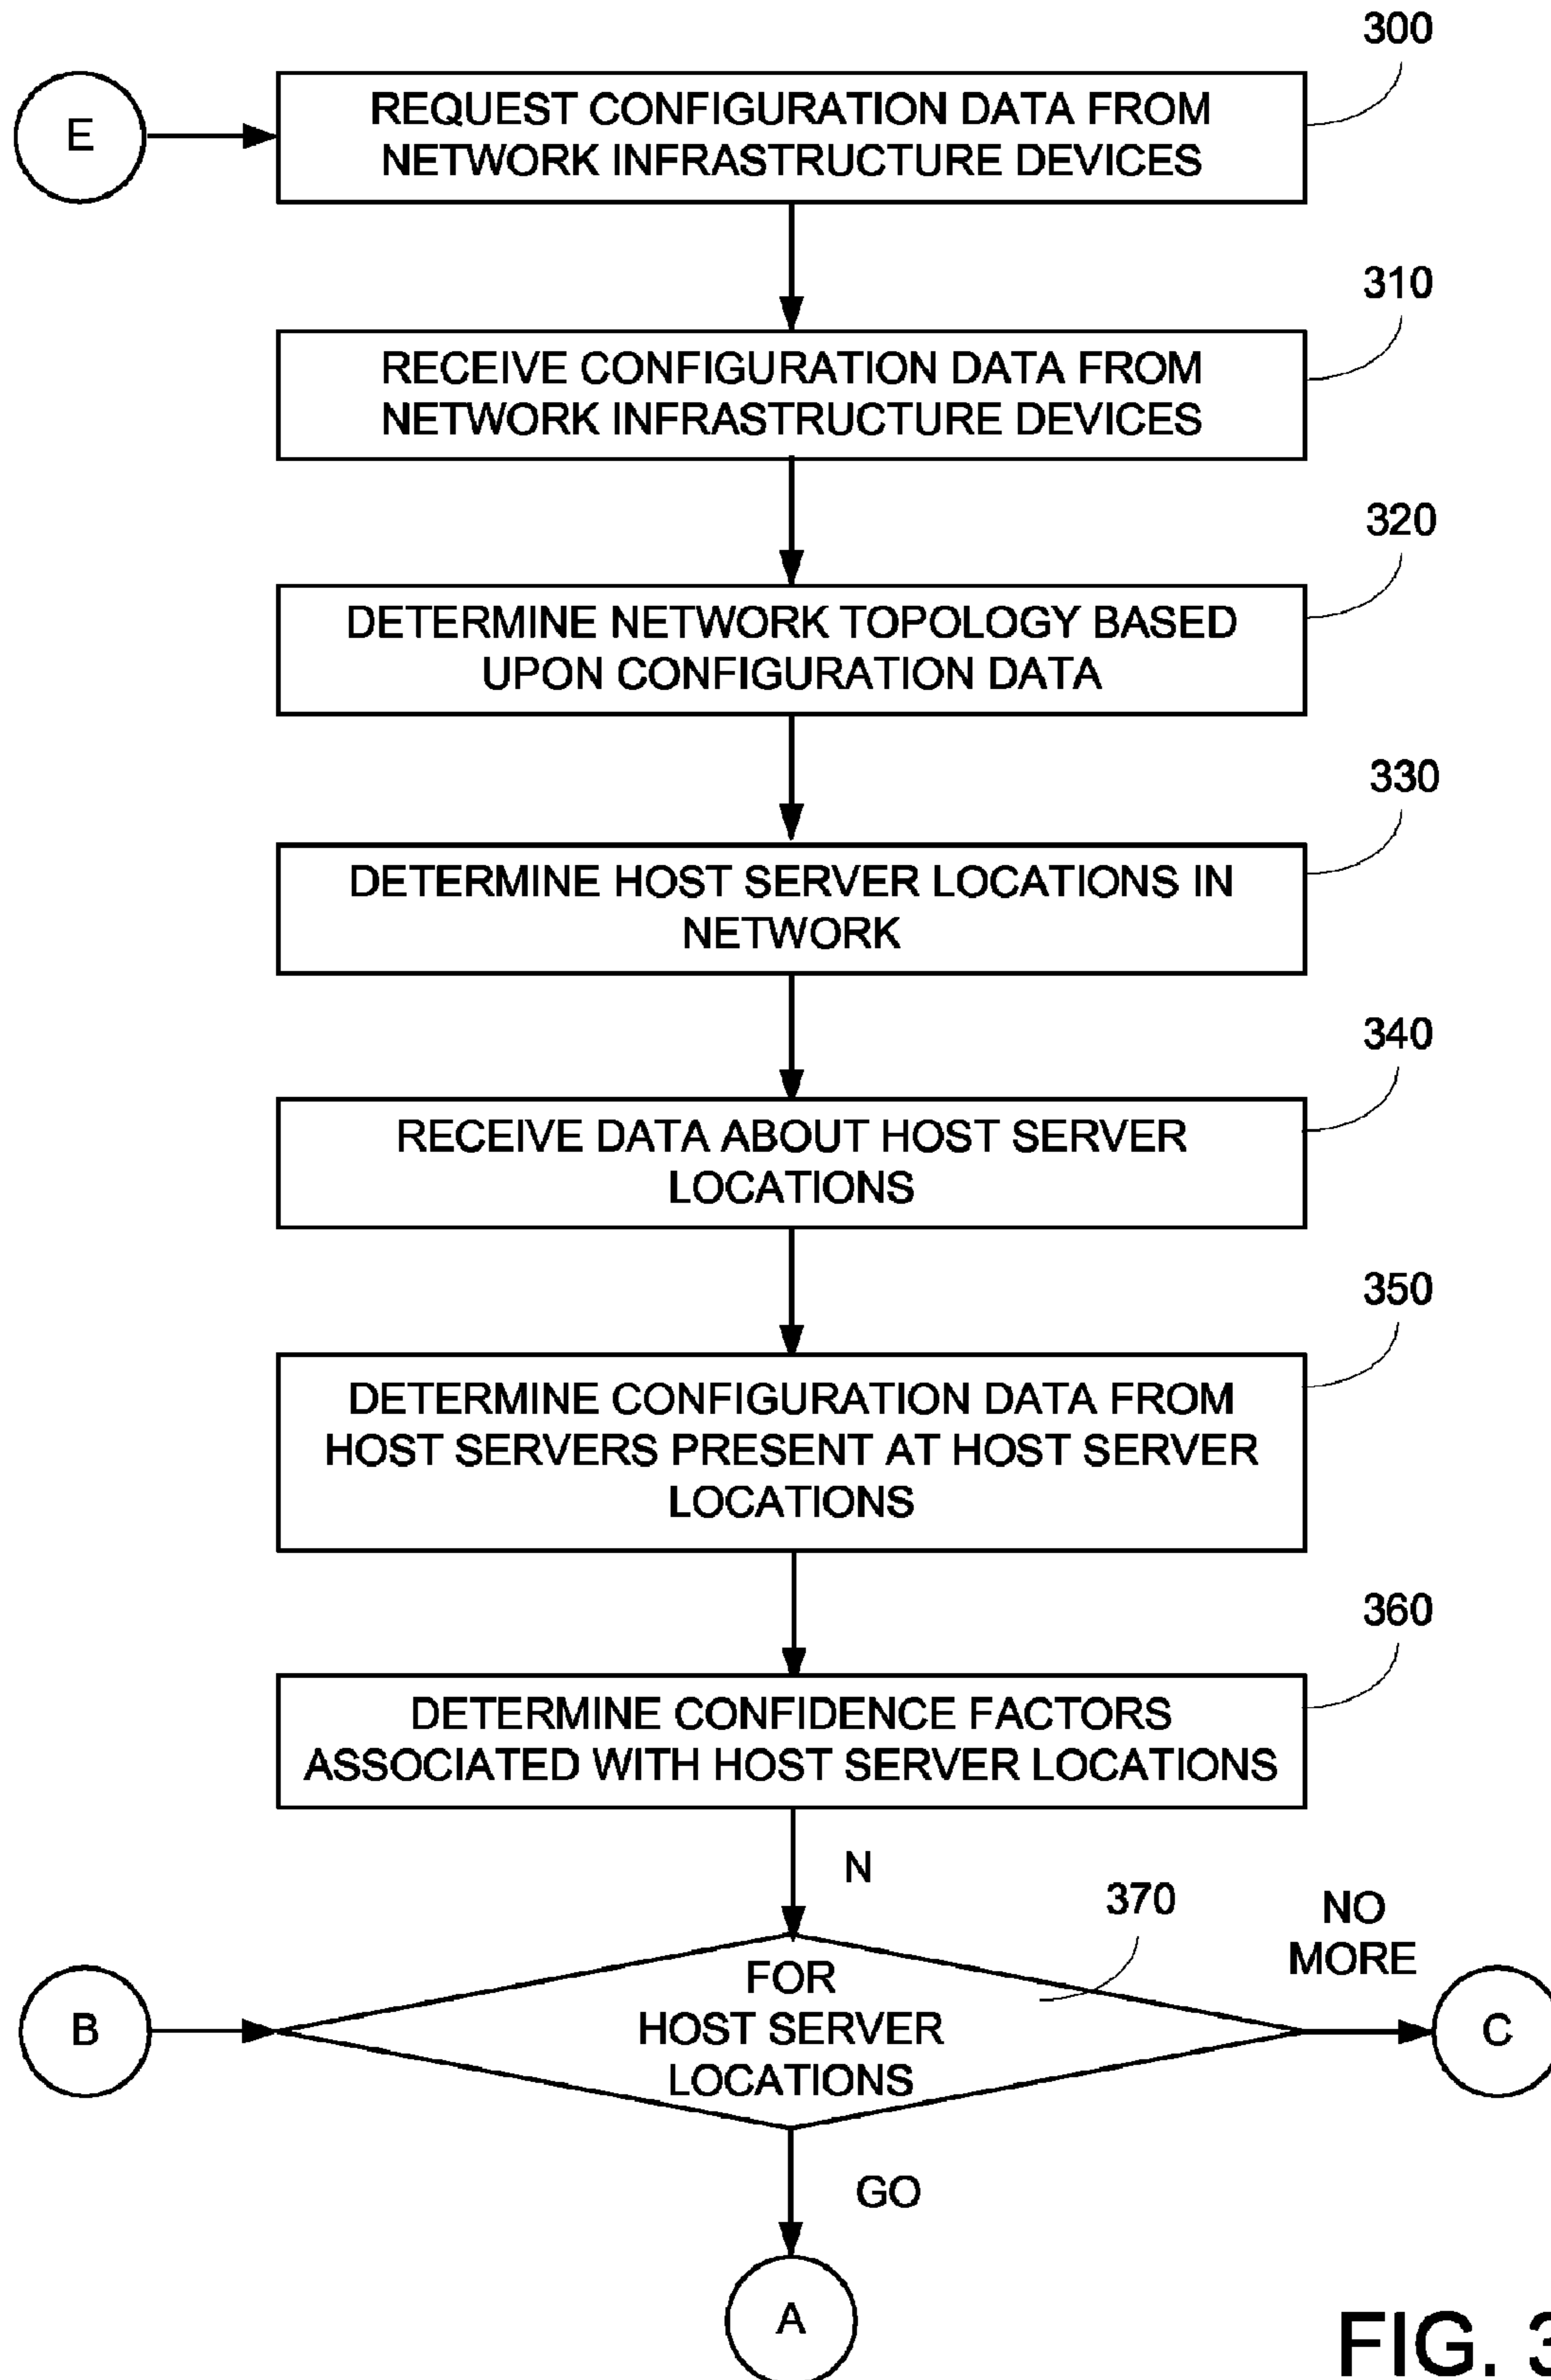 300
E
REQUEST CONFIGURATION DATA FROM
NETWORK INFRASTRUCTURE DEVICES
310
RECEIVE CONFIGURATION DATA FROM
NETWORK INFRASTRUCTURE DEVICES
320
DETERMINE NETWORK TOPOLOGY BASED
UPON CONFIGURATION DATA
330
DETERMINE HOST SERVER LOCATIONS IN
NETWORK
340
RECEIVE DATA ABOUT HOST SERVER
LOCATIONS
350
DETERMINE CONFIGURATION DATA FROM
HOST SERVERS PRESENT AT HOST SERVER
LOCATIONS
360
DETERMINE CONFIDENCE FACTORS
ASSOCIATED WITH HOST SERVER LOCATIONS
N
370
NO
MORE
B
FOR
HOST SERVER
LOCATIONS
C
GO
A
FIG. 3